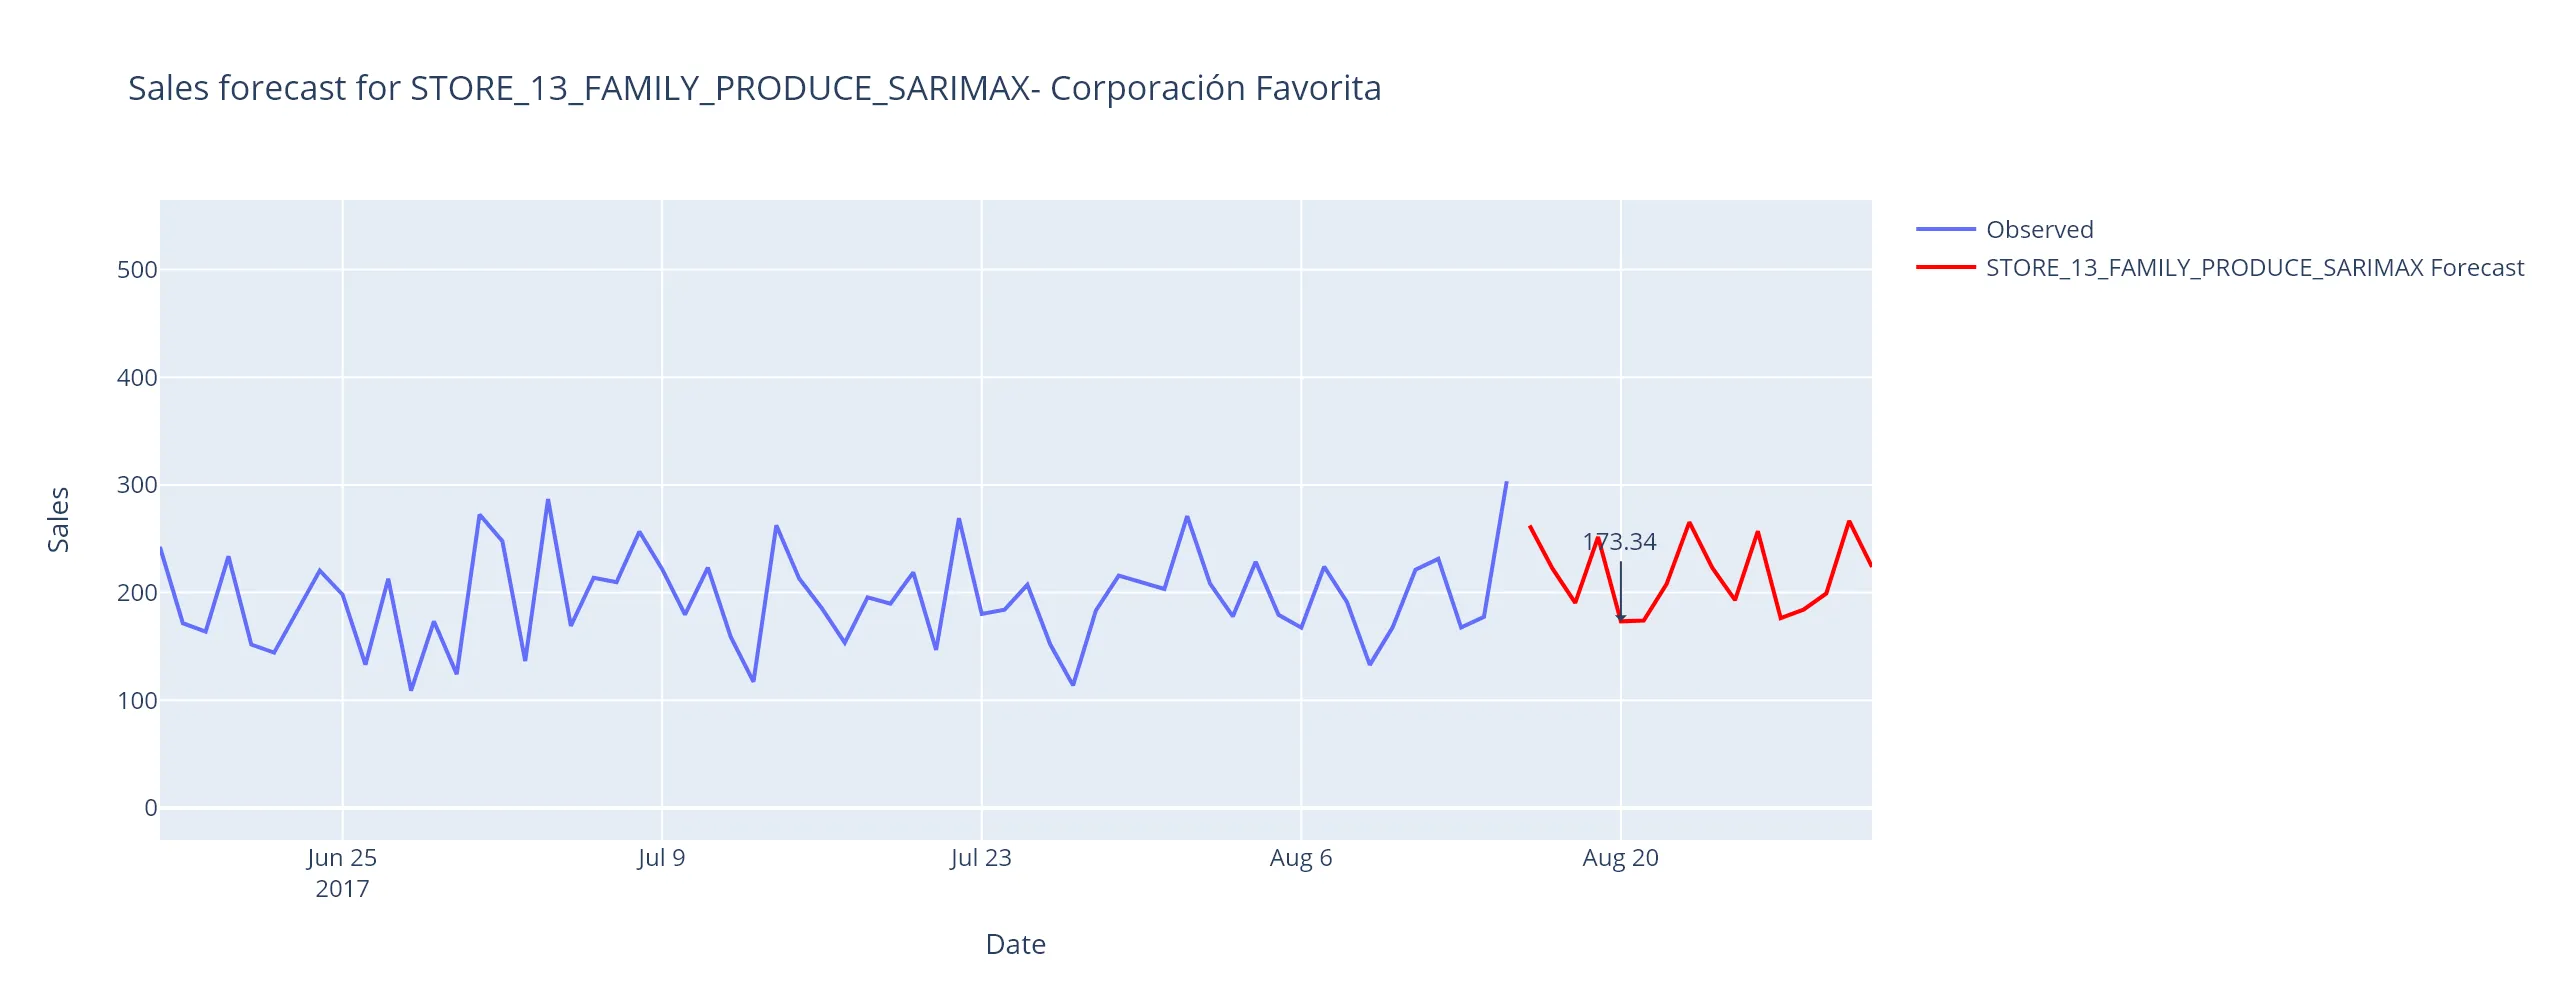 Sales forecast for STORE_13_FAMILY_PRODUCE_SARIMAX- Corporación Favorita
Observed
STORE_13_FAMILY_PRODUCE_SARIMAX Forecast
500
400
300
200
100
0
Sales
173.34
Jun 25
2017
Jul 9
Jul 23
Aug 6
Aug 20
Date